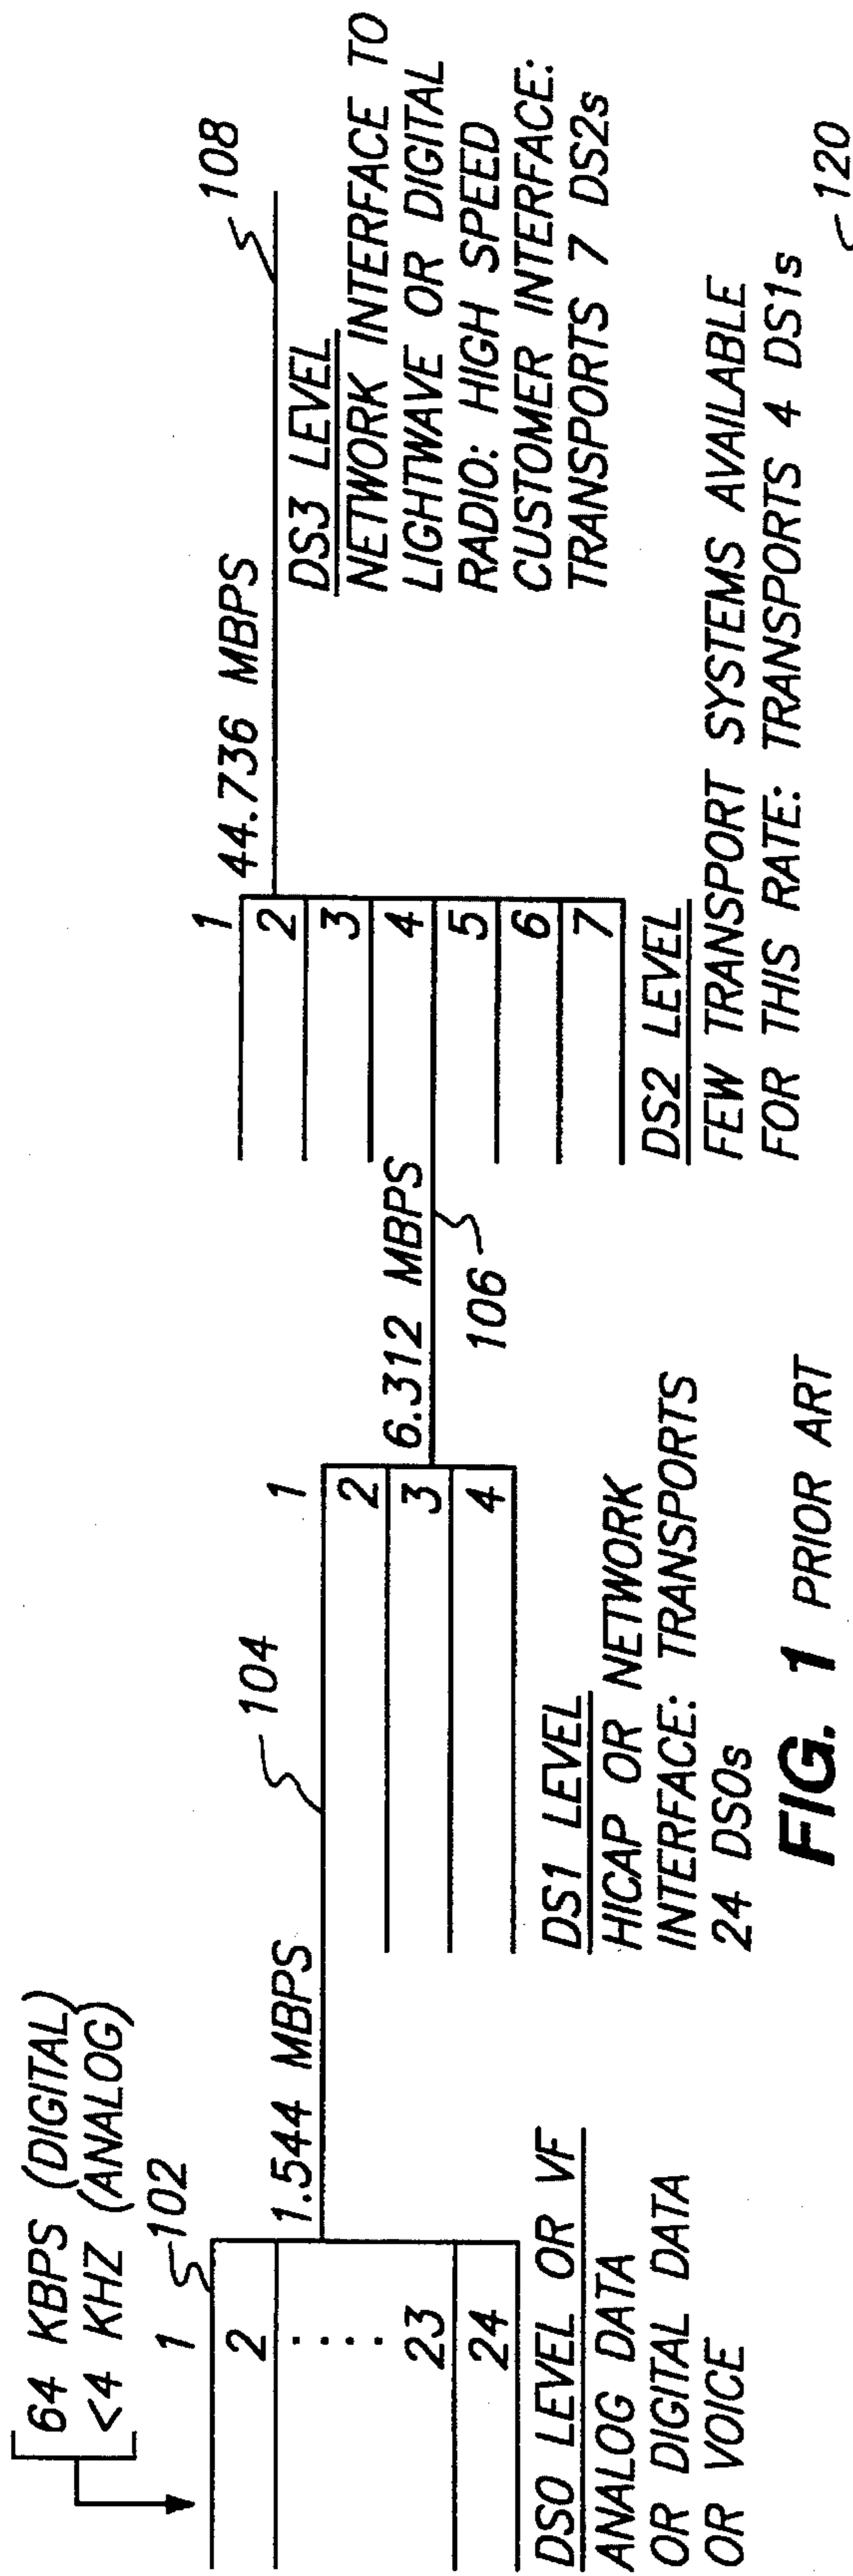 64 KBPS (DIGITAL)
<4 KHZ (ANALOG)
1
102
2
23
24
DS0 LEVEL OR VF
ANALOG DATA
OR DIGITAL DATA
OR VOICE
1.544 MBPS
104
1
2
3
4
DS1 LEVEL
HICAP OR NETWORK
INTERFACE: TRANSPORTS
24 DS0s
6.312 MBPS
106
1
2
3
4
5
6
7
DS2 LEVEL
FEW TRANSPORT SYSTEMS AVAILABLE
FOR THIS RATE: TRANSPORTS 4 DS1s
44.736 MBPS
108
DS3 LEVEL
NETWORK INTERFACE TO
LIGHTWAVE OR DIGITAL
RADIO: HIGH SPEED
CUSTOMER INTERFACE:
TRANSPORTS 7 DS2s
120
FIG. 1 PRIOR ART